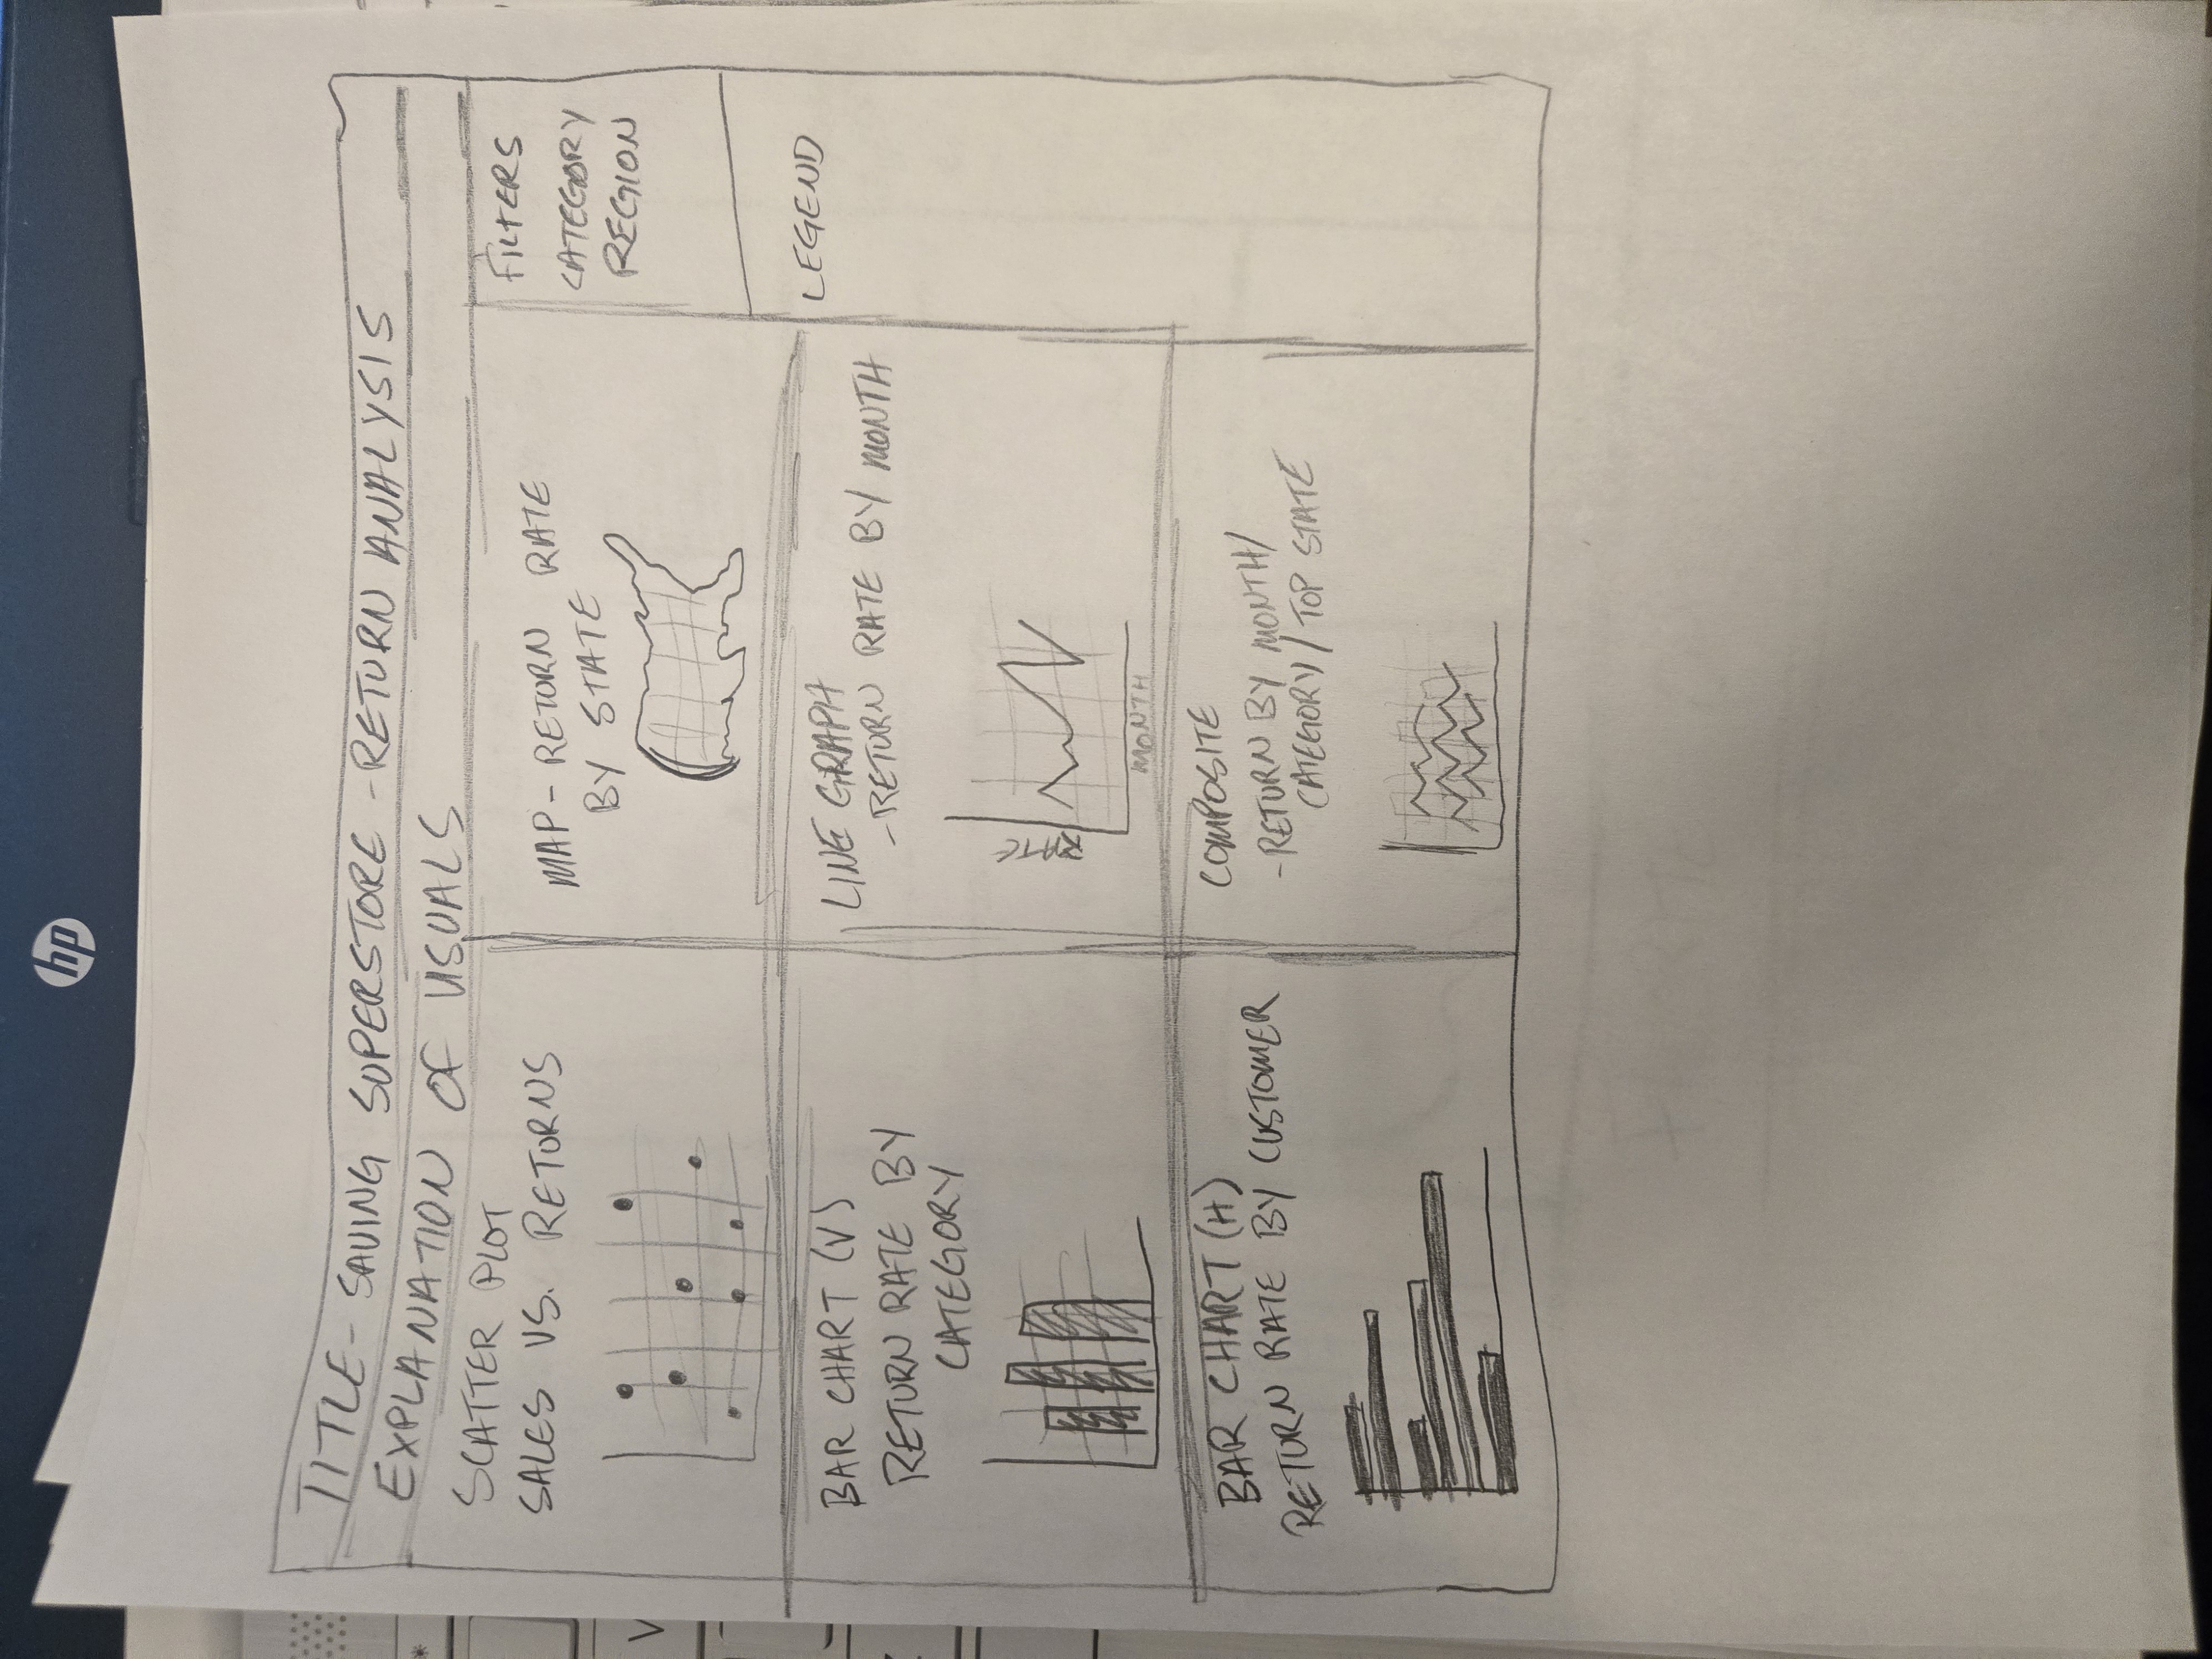 hp
TITLE - SAVING SUPERSTORE - RETURN ANALYSIS
EXPLANATION OF VISUALS
SCATTER PLOT
SALES VS. RETURNS
MAP - RETURN RATE
BY STATE
FILTERS
CATEGORY
REGION
BAR CHART (V)
RETURN RATE BY
CATEGORY
LINE GRAPH
- RETURN RATE BY MONTH
RATE
MONTH
LEGEND
BAR CHART (H)
RETURN RATE BY CUSTOMER
COMPOSITE
- RETURN BY MONTH/
CATEGORY/ TOP STATE
*
V